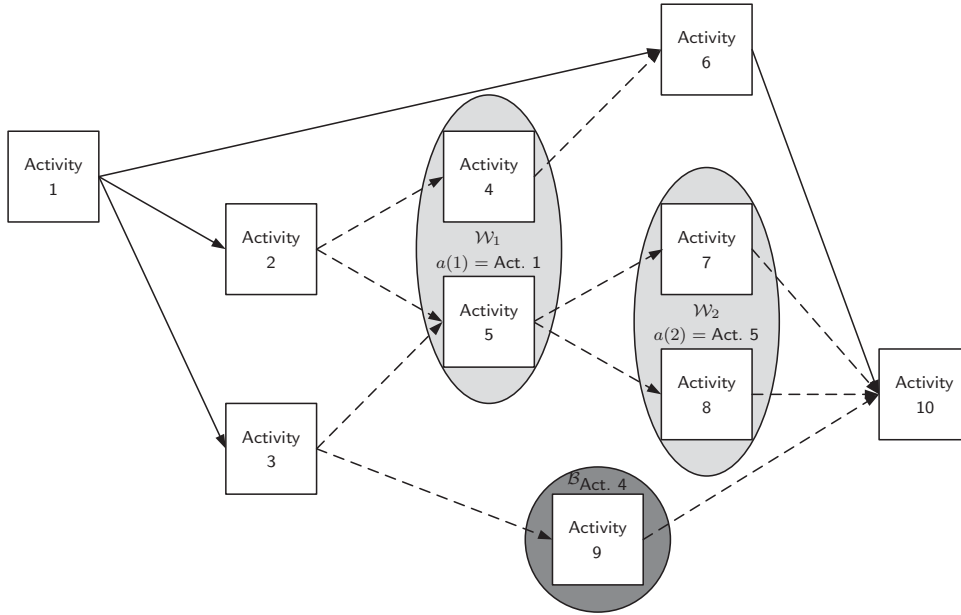 Activity
6
Activity
1
Activity
4
Activity
2
𝒲₁
a(1) = Act. 1
Activity
5
Activity
7
𝒲₂
a(2) = Act. 5
Activity
8
Activity
10
Activity
3
ℬAct. 4
Activity
9